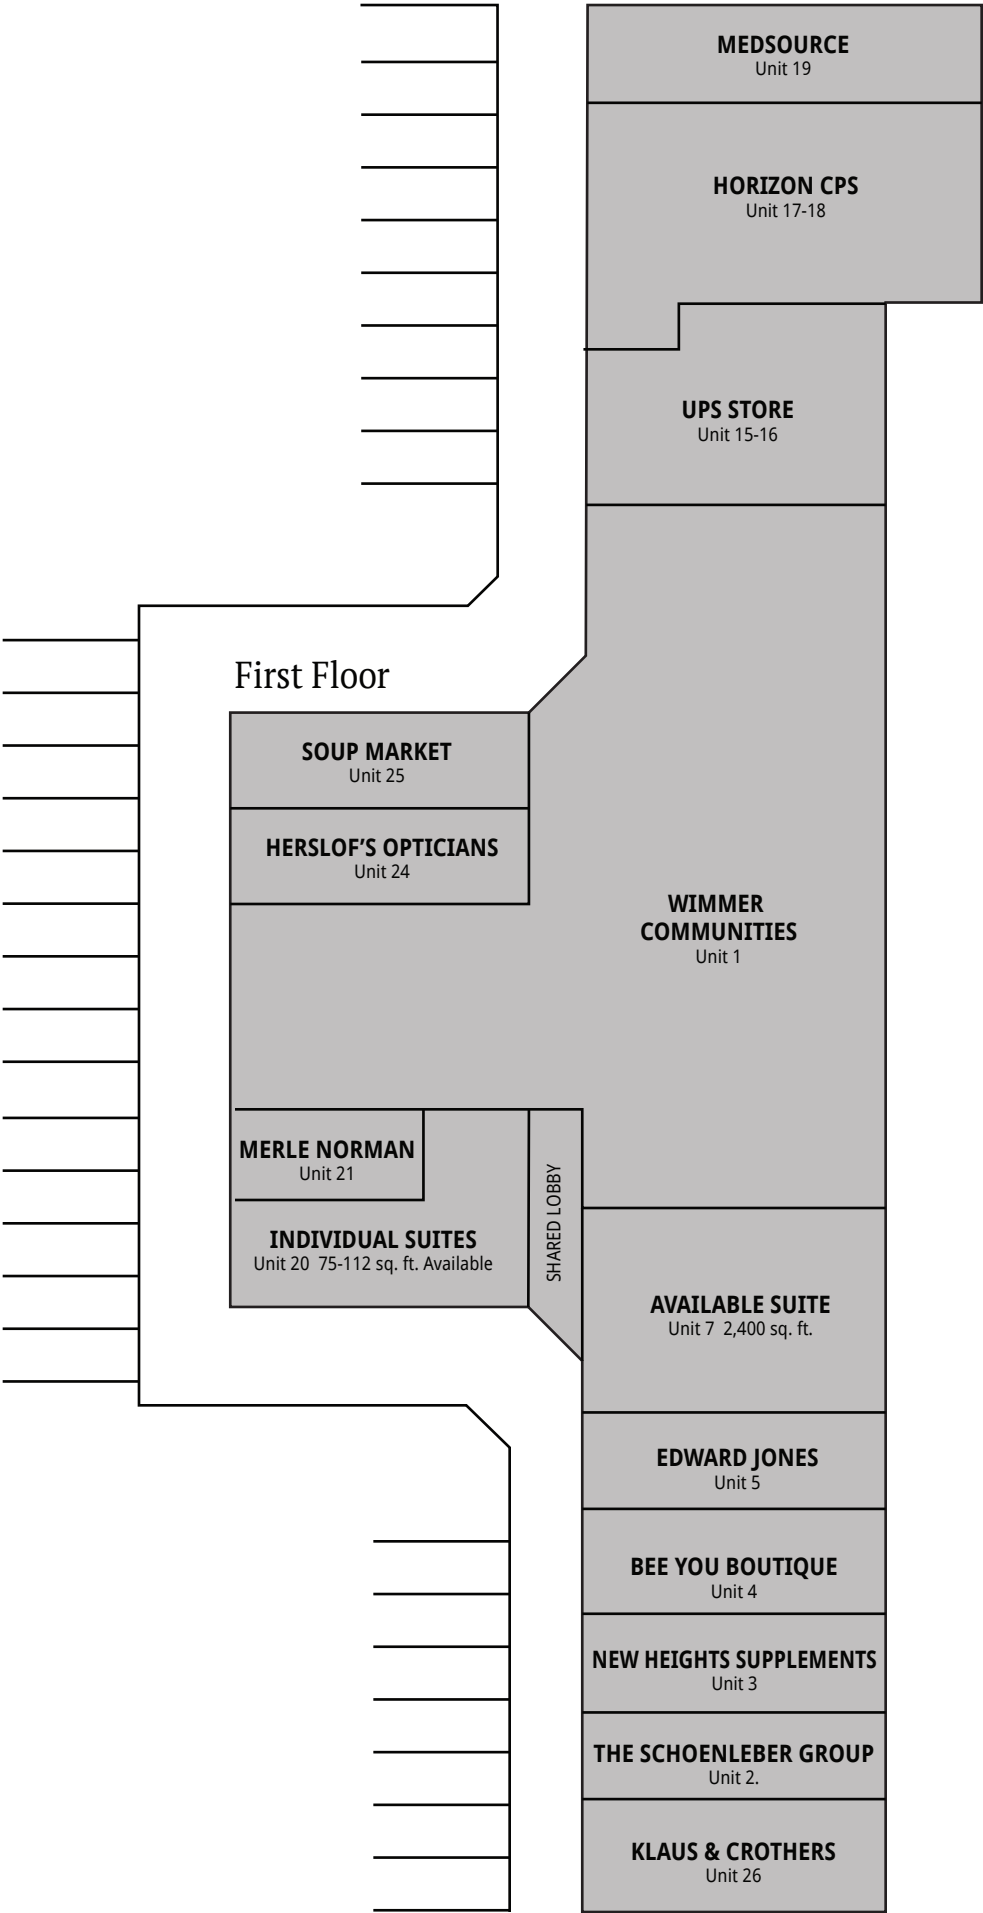 MEDSOURCE
Unit 19
HORIZON CPS
Unit 17-18
UPS STORE
Unit 15-16
First Floor
SOUP MARKET
Unit 25
HERSLOF’S OPTICIANS
Unit 24
WIMMER
COMMUNITIES
Unit 1
MERLE NORMAN
Unit 21
INDIVIDUAL SUITES
Unit 20 75-112 sq. ft. Available
SHARED LOBBY
AVAILABLE SUITE
Unit 7 2,400 sq. ft.
EDWARD JONES
Unit 5
BEE YOU BOUTIQUE
Unit 4
NEW HEIGHTS SUPPLEMENTS
Unit 3
THE SCHOENLEBER GROUP
Unit 2.
KLAUS & CROTHERS
Unit 26